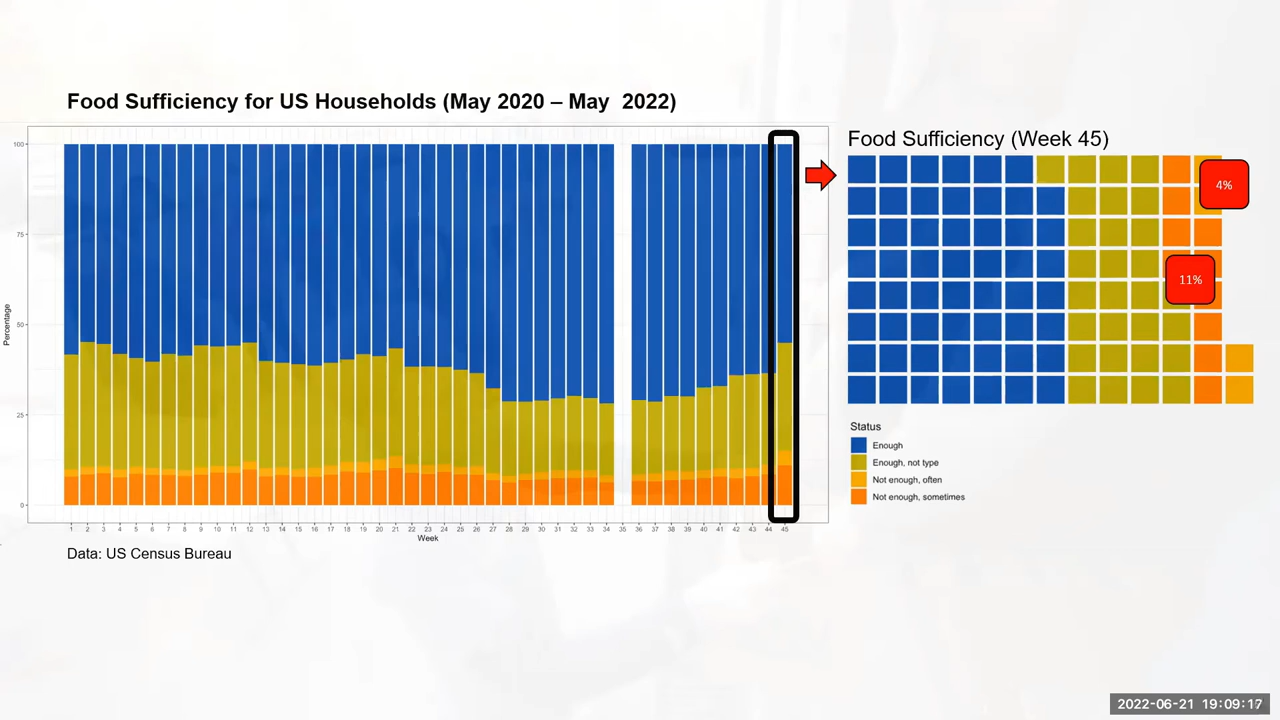 Food Sufficiency for US Households (May 2020 – May 2022)
100
75
50
25
0
Percentage
1 2 3 4 5 6 7 8 9 10 11 12 13 14 15 16 17 18 19 20 21 22 23 24 25 26 27 28 29 30 31 32 33 34 35 36 37 38 39 40 41 42 43 44 45
Week
Data: US Census Bureau
Food Sufficiency (Week 45)
4%
11%
Status
Enough
Enough, not type
Not enough, often
Not enough, sometimes
2022-06-21 19:09:17